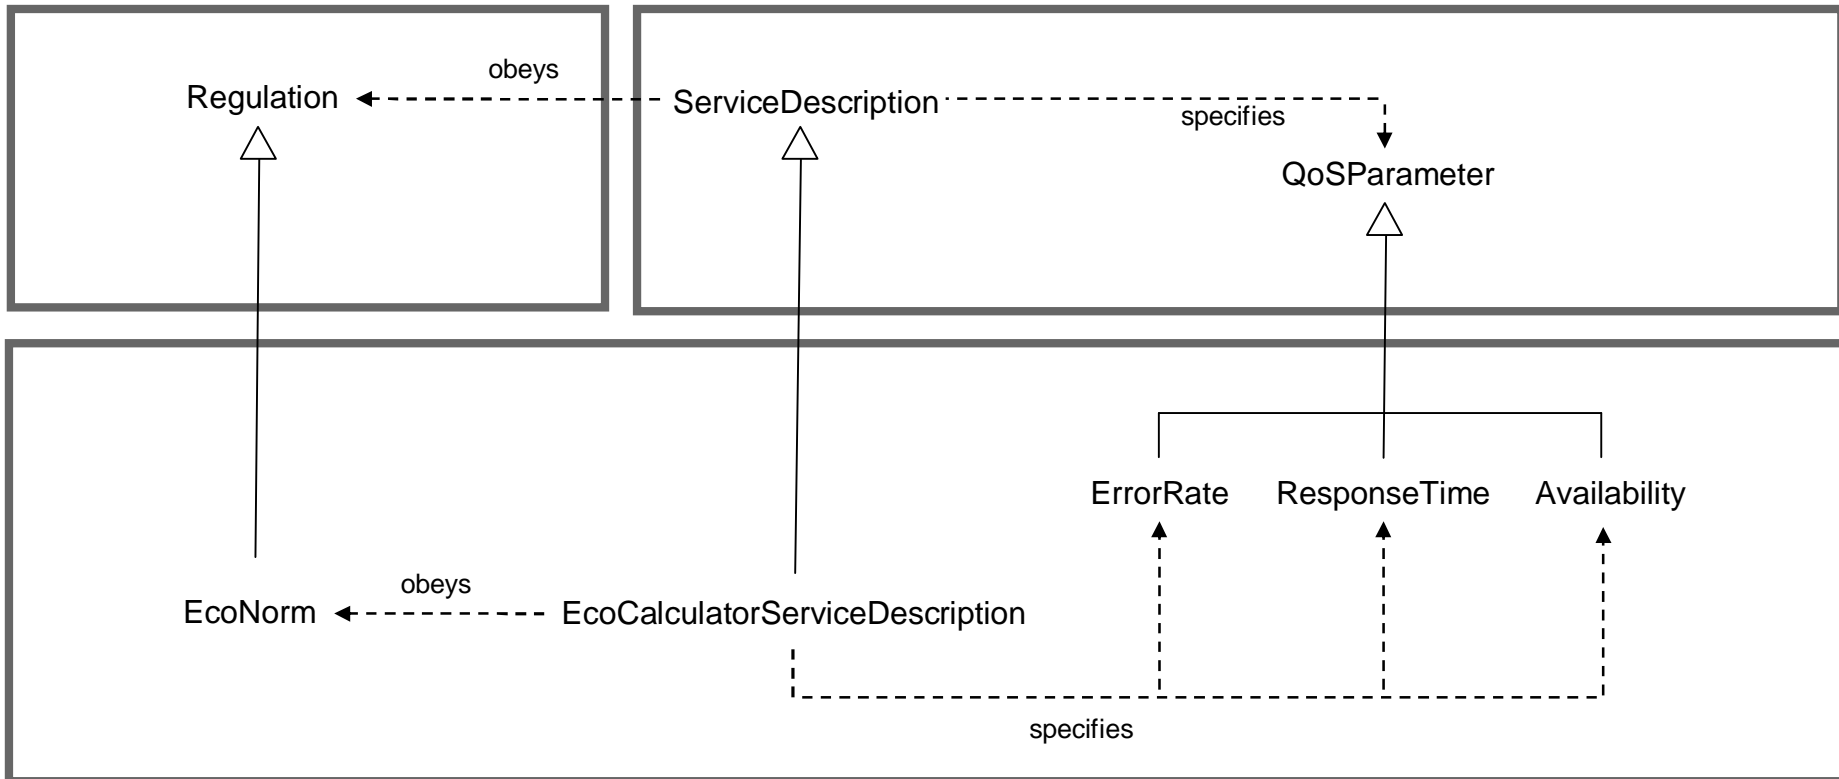 obeys
Regulation
ServiceDescription
specifies
QoSParameter
ErrorRate
ResponseTime
Availability
obeys
EcoNorm
EcoCalculatorServiceDescription
specifies